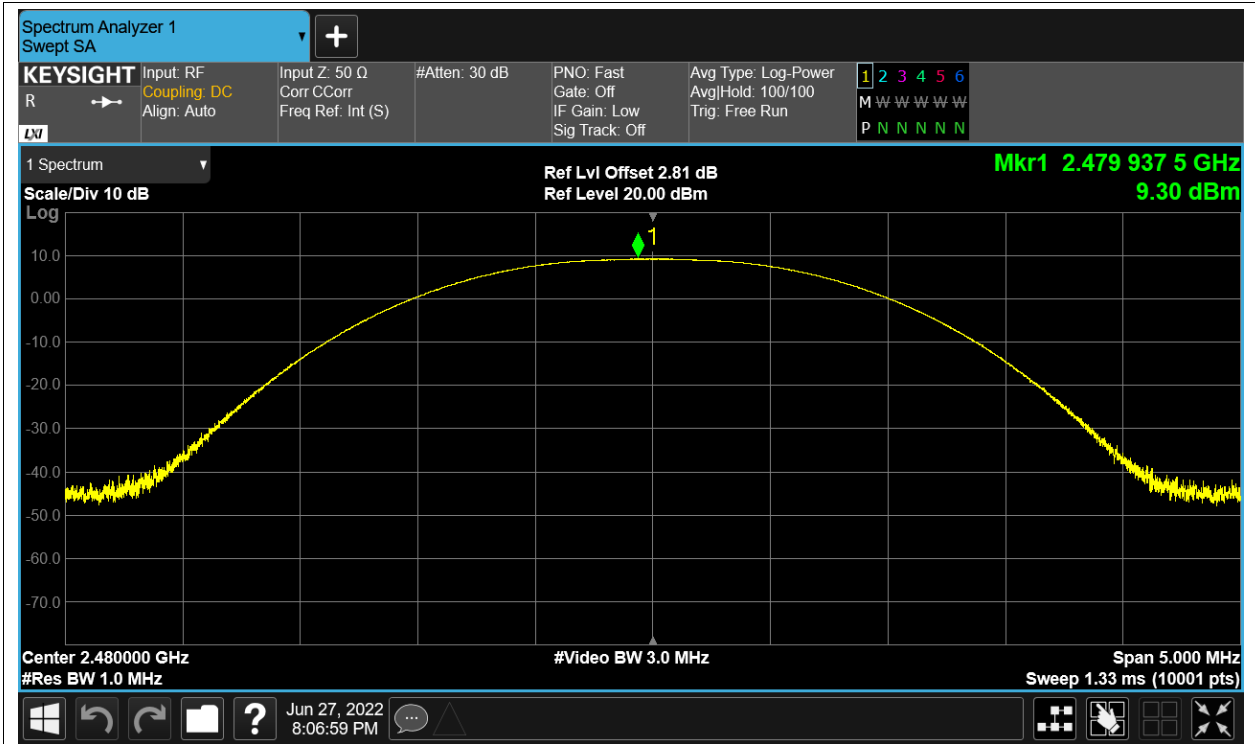 Spectrum Analyzer 1
Swept SA
KEYSIGHT
R
LXI
Input: RF
Coupling: DC
Align: Auto
Input Z: 50 Ω
Corr CCorr
Freq Ref: Int (S)
#Atten: 30 dB
PNO: Fast
Gate: Off
IF Gain: Low
Sig Track: Off
Avg Type: Log-Power
Avg|Hold: 100/100
Trig: Free Run
1 2 3 4 5 6
M W W W W W
P N N N N N
1 Spectrum
Scale/Div 10 dB
Log
Ref Lvl Offset 2.81 dB
Ref Level 20.00 dBm
Mkr1 2.479 937 5 GHz
9.30 dBm
1
10.0
0.00
-10.0
-20.0
-30.0
-40.0
-50.0
-60.0
-70.0
Center 2.480000 GHz
#Res BW 1.0 MHz
#Video BW 3.0 MHz
Span 5.000 MHz
Sweep 1.33 ms (10001 pts)
?
Jun 27, 2022
8:06:59 PM